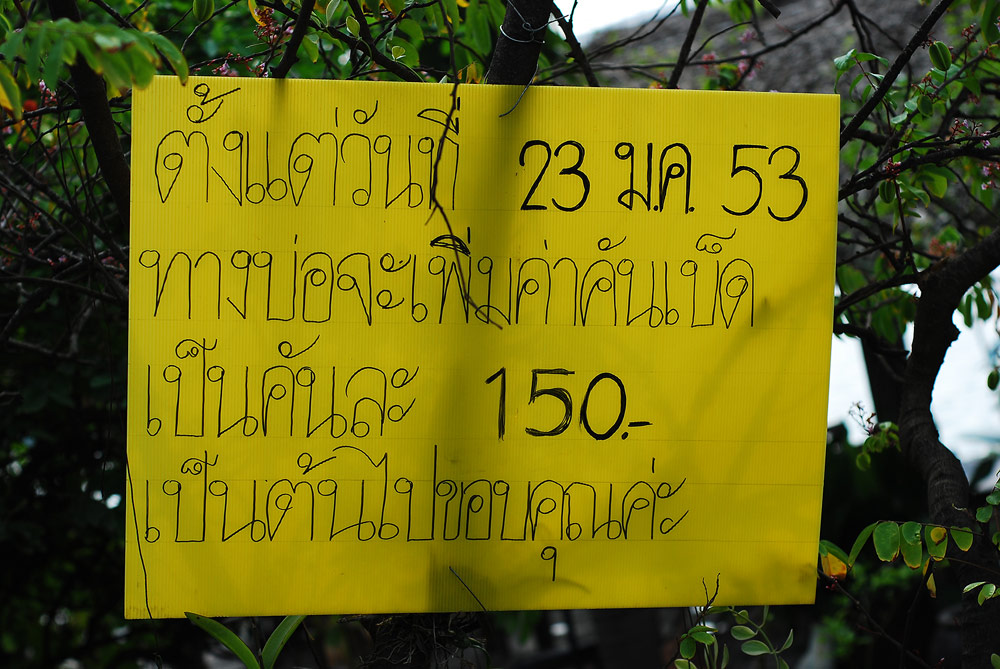 ตั้งแต่วันที่ 23 ม.ค. 53
ทางบ่อจะเพิ่มค่าคันเบ็ด
เป็นคันละ 150.-
เป็นต้นไปขอบคุณค่ะ